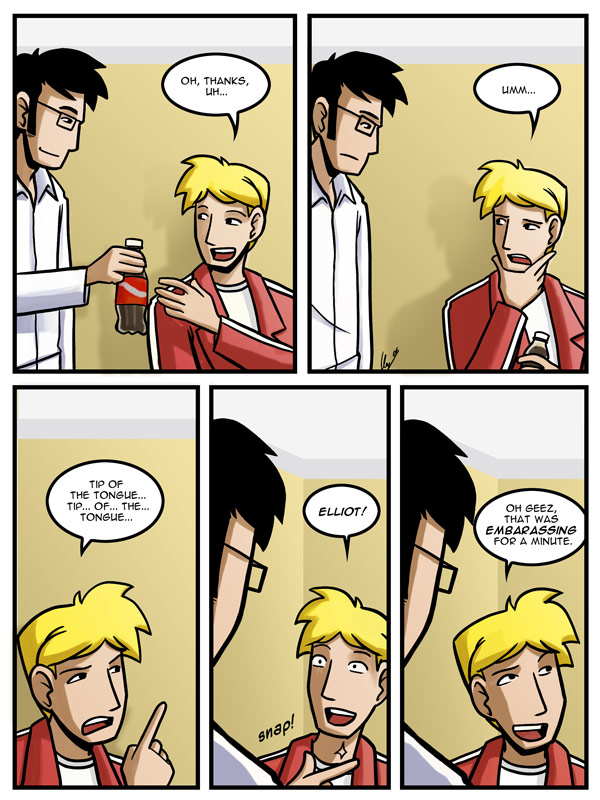 OH, THANKS,
UH...
UMM...
TIP OF
THE TONGUE...
TIP... OF... THE...
TONGUE...
ELLIOT!
snap!
OH GEEZ,
THAT WAS
EMBARASSING
FOR A MINUTE.